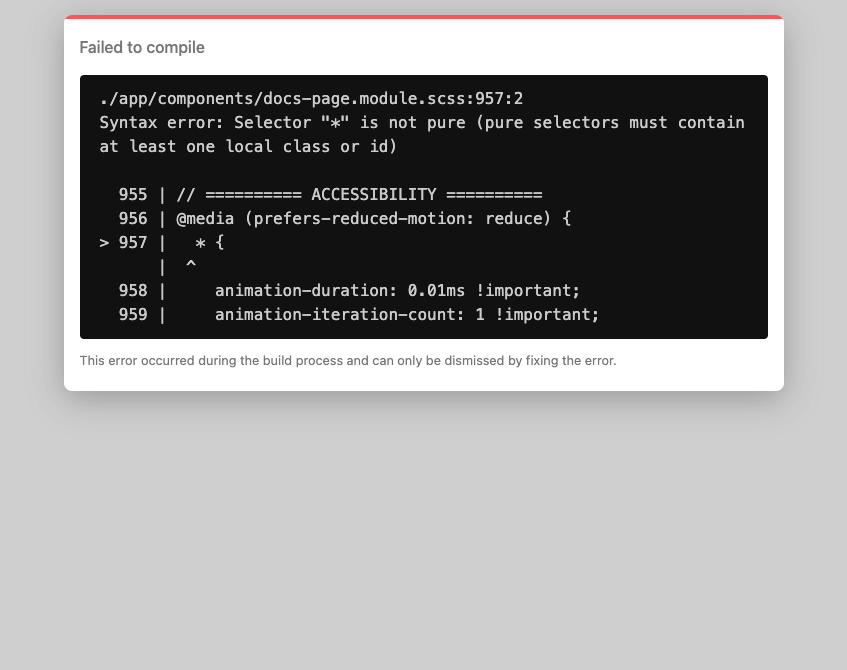 Failed to compile
./app/components/docs-page.module.scss:957:2
Syntax error: Selector "*" is not pure (pure selectors must contain
at least one local class or id)
  955 | // ========== ACCESSIBILITY ==========
  956 | @media (prefers-reduced-motion: reduce) {
> 957 |   * {
      |  ^
  958 |     animation-duration: 0.01ms !important;
  959 |     animation-iteration-count: 1 !important;
This error occurred during the build process and can only be dismissed by fixing the error.